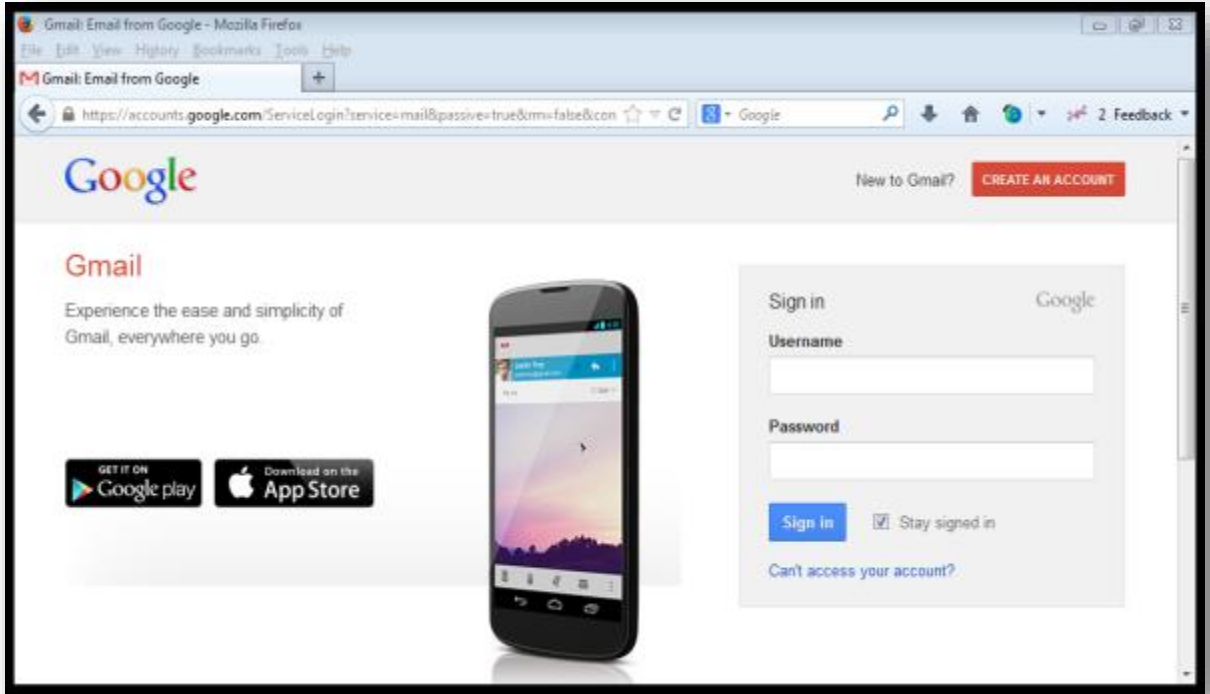 Gmail: Email from Google - Mozilla Firefox
File Edit View History Bookmarks Tools Help
Gmail: Email from Google +
https://accounts.google.com/ServiceLogin?service=mail&passive=true&rm=false&con
Google
2 Feedback
Google
New to Gmail? CREATE AN ACCOUNT
Gmail
Experience the ease and simplicity of
Gmail, everywhere you go.
Sign in Google
Username
Password
GET IT ON
Google play
Download on the
App Store
Sign in Stay signed in
Can't access your account?